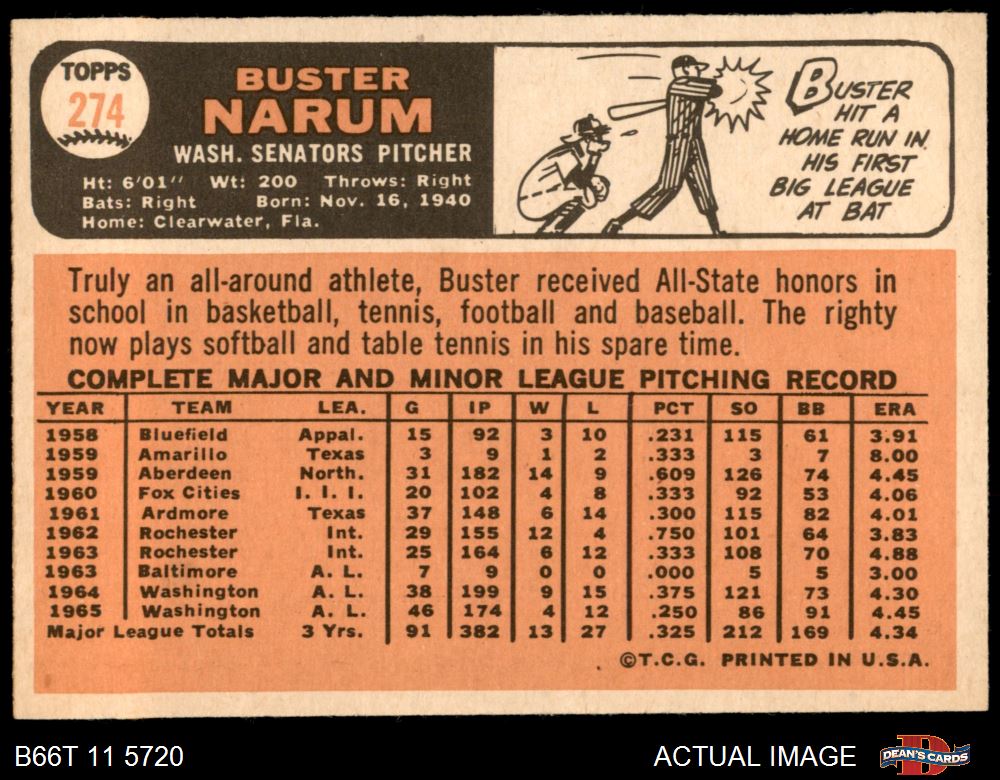 TOPPS
274
BUSTER
NARUM
WASH. SENATORS PITCHER
Ht: 6'01" Wt: 200 Throws: Right
Bats: Right Born: Nov. 16, 1940
Home: Clearwater, Fla.
BUSTER
HIT A
HOME RUN IN
HIS FIRST
BIG LEAGUE
AT BAT
Truly an all-around athlete, Buster received All-State honors in
school in basketball, tennis, football and baseball. The righty
now plays softball and table tennis in his spare time.
COMPLETE MAJOR AND MINOR LEAGUE PITCHING RECORD
YEAR TEAM LEA. G IP W L PCT SO BB ERA
1958 Bluefield Appal. 15 92 3 10 .231 115 61 3.91
1959 Amarillo Texas 3 9 1 2 .333 3 7 8.00
1959 Aberdeen North. 31 182 14 9 .609 126 74 4.45
1960 Fox Cities I. I. I. 20 102 4 8 .333 92 53 4.06
1961 Ardmore Texas 37 148 6 14 .300 115 82 4.01
1962 Rochester Int. 29 155 12 4 .750 101 64 3.83
1963 Rochester Int. 25 164 6 12 .333 108 70 4.88
1963 Baltimore A. L. 7 9 0 0 .000 5 5 3.00
1964 Washington A. L. 38 199 9 15 .375 121 73 4.30
1965 Washington A. L. 46 174 4 12 .250 86 91 4.45
Major League Totals 3 Yrs. 91 382 13 27 .325 212 169 4.34
©T.C.G. PRINTED IN U.S.A.
B66T 11 5720
ACTUAL IMAGE
DEAN'S CARDS